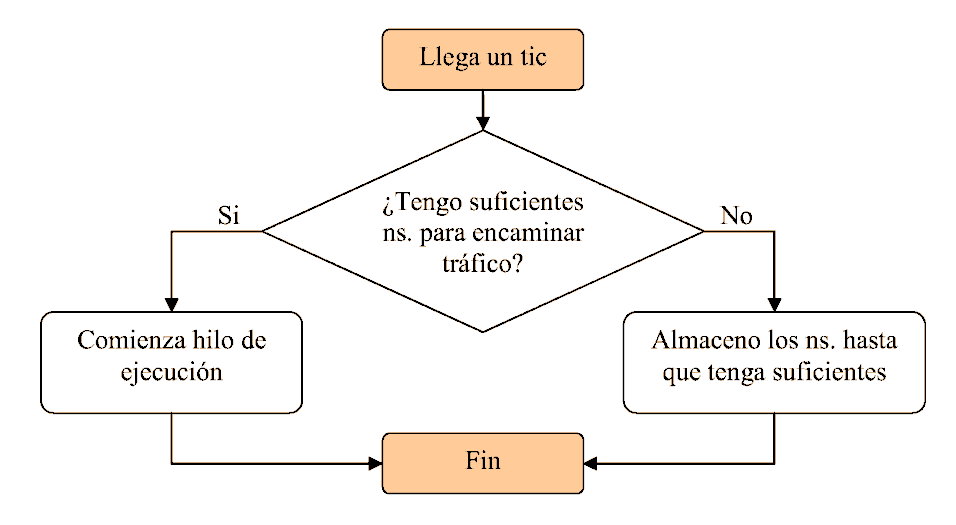 Llega un tic
¿Tengo suficientes
ns. para encaminar
tráfico?
Si
No
Comienza hilo de
ejecución
Almaceno los ns. hasta
que tenga suficientes
Fin